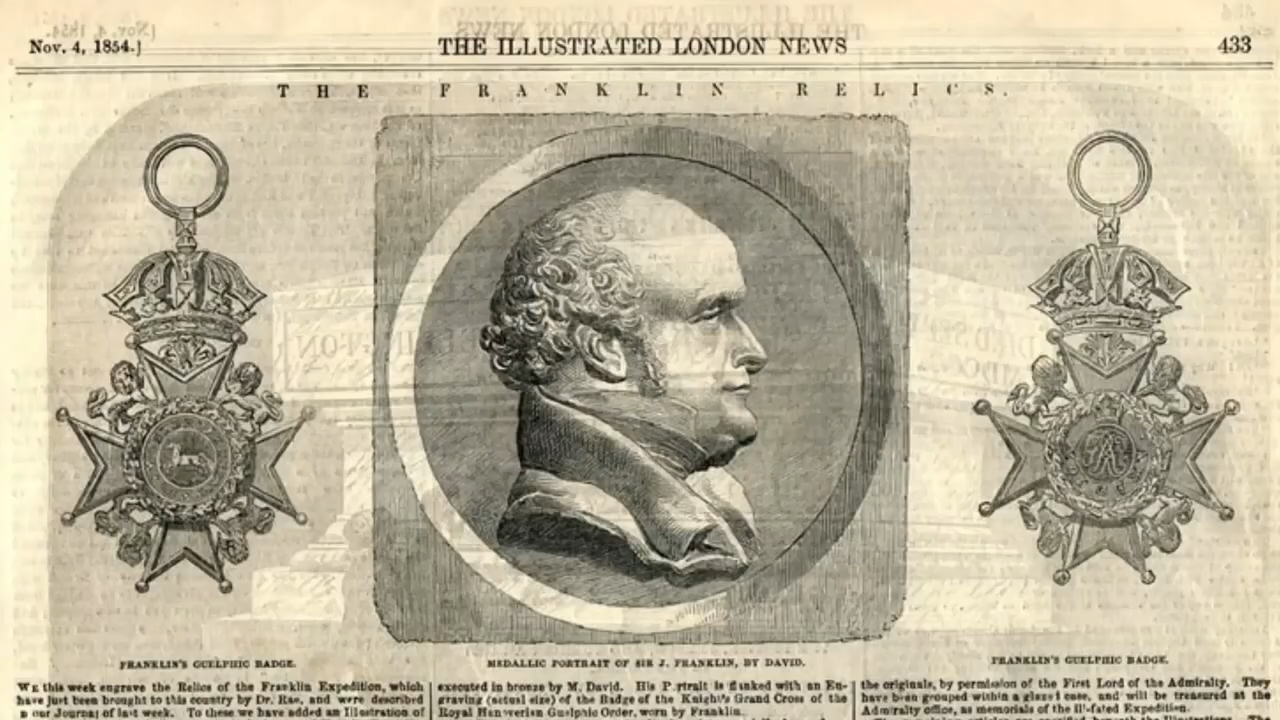 Nov. 4, 1854.]
THE ILLUSTRATED LONDON NEWS
433
THE FRANKLIN RELICS.
FRANKLIN'S GUELPHIC BADGE.
MEDALLIC PORTRAIT OF SIR J. FRANKLIN, BY DAVID.
FRANKLIN'S GUELPHIC BADGE.
WE this week engrave the Relics of the Franklin Expedition, which
have just been brought to this country by Dr. Rae, and were described
n our Journal of last week. To these we have added an Illustration of
executed in bronze by M. David. His P rtrait is flanked with an En-
graving (actual size) of the Badge of the Knight's Grand Cross of the
Royal Hanoverian Guelphic Order, worn by Franklin.
the originals, by permission of the First Lord of the Admiralty. They
have been grouped within a glazed case, and will be treasured at the
Admiralty office, as memorials of the ill-fated Expedition.